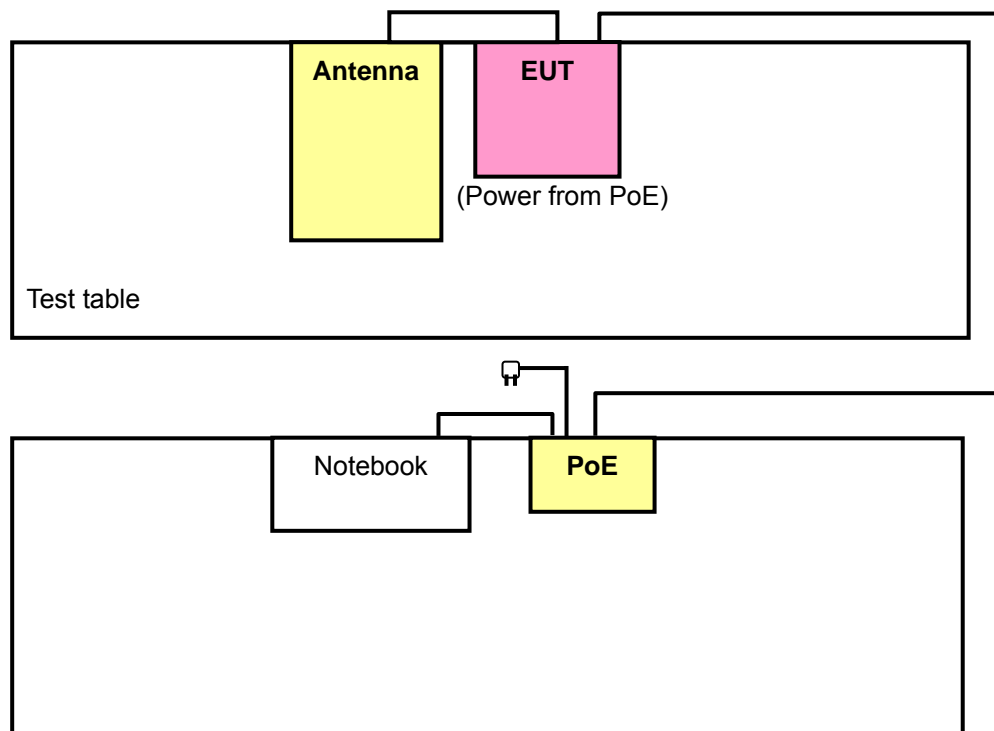 Antenna
EUT
(Power from PoE)
Test table
Notebook
PoE